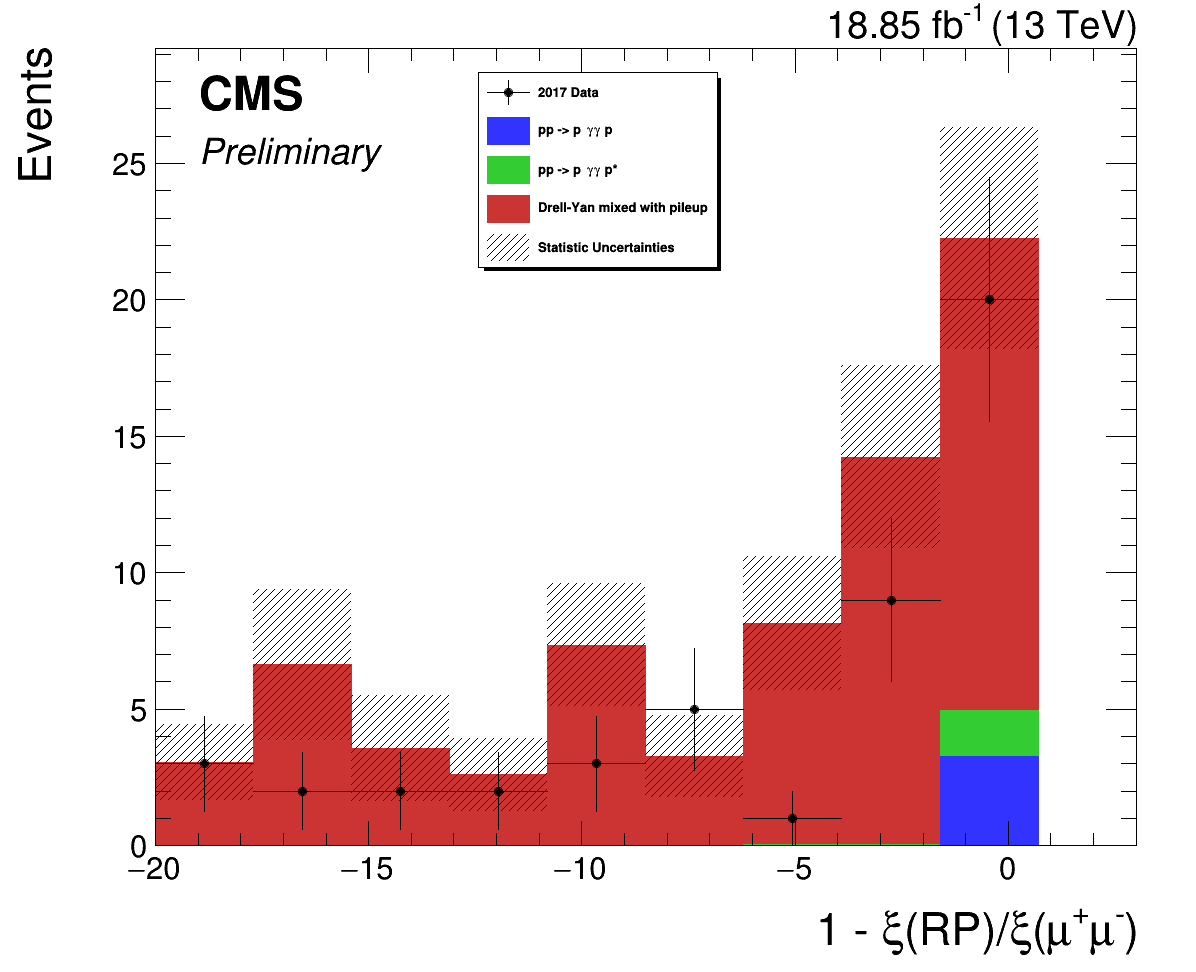 18.85 fb⁻¹ (13 TeV)
Events
CMS
Preliminary
2017 Data
pp -> p γγ p
pp -> p γγ p*
Drell-Yan mixed with pileup
Statistic Uncertainties
25
20
15
10
5
0
−20 −15 −10 −5 0
1 - ξ(RP)/ξ(μ⁺μ⁻)